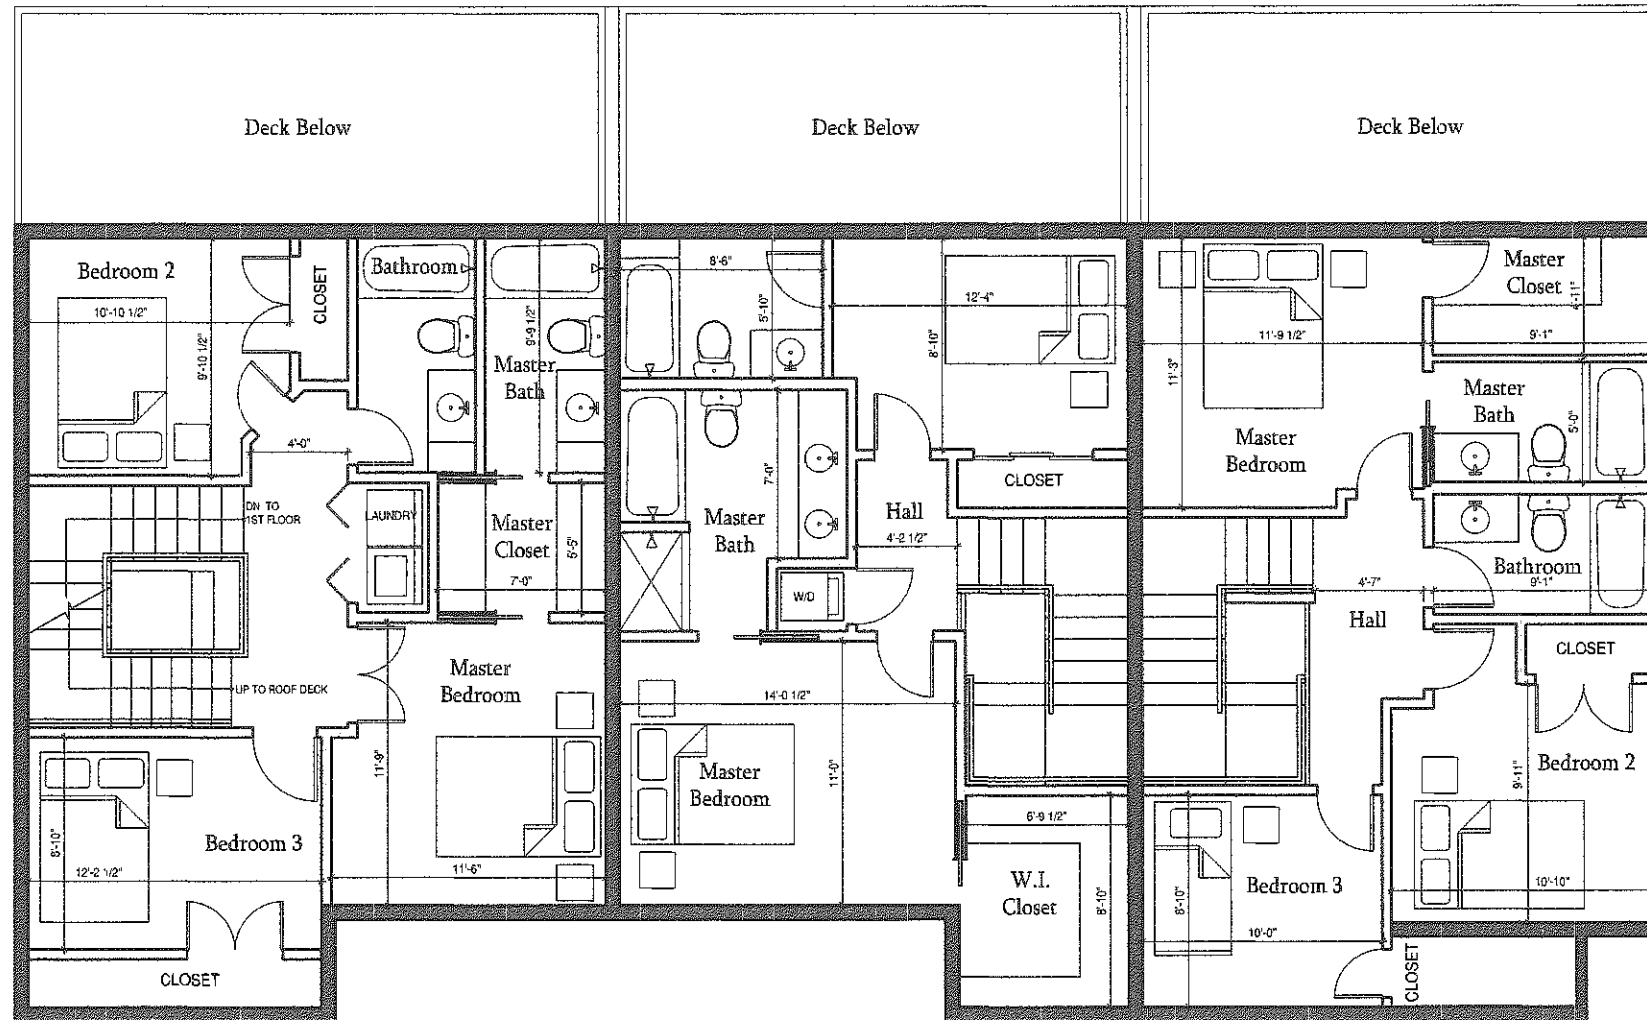 Deck Below
Deck Below
Deck Below
Bedroom 2
10'-10 1/2"
9'-10 1/2"
CLOSET
Bathroom
9'-9 1/2"
Master
Bath
4'-0"
DN TO
1ST FLOOR
LAUNDRY
Master
Closet
5'-5"
7'-0"
UP TO ROOF DECK
Master
Bedroom
11'-9"
11'-6"
Bedroom 3
8'-10"
12'-2 1/2"
CLOSET
8'-6"
5'-10"
12'-4"
8'-10"
CLOSET
7'-0"
Master
Bath
Hall
4'-2 1/2"
W/D
14'-0 1/2"
Master
Bedroom
11'-0"
6'-9 1/2"
W.I.
Closet
8'-10"
11'-9 1/2"
11'-3"
Master
Bedroom
Master
Closet
9'-1"
Master
Bath
5'-0"
Bathroom
9'-1"
4'-7"
Hall
CLOSET
Bedroom 2
9'-11"
10'-10"
Bedroom 3
8'-10"
10'-0"
CLOSET